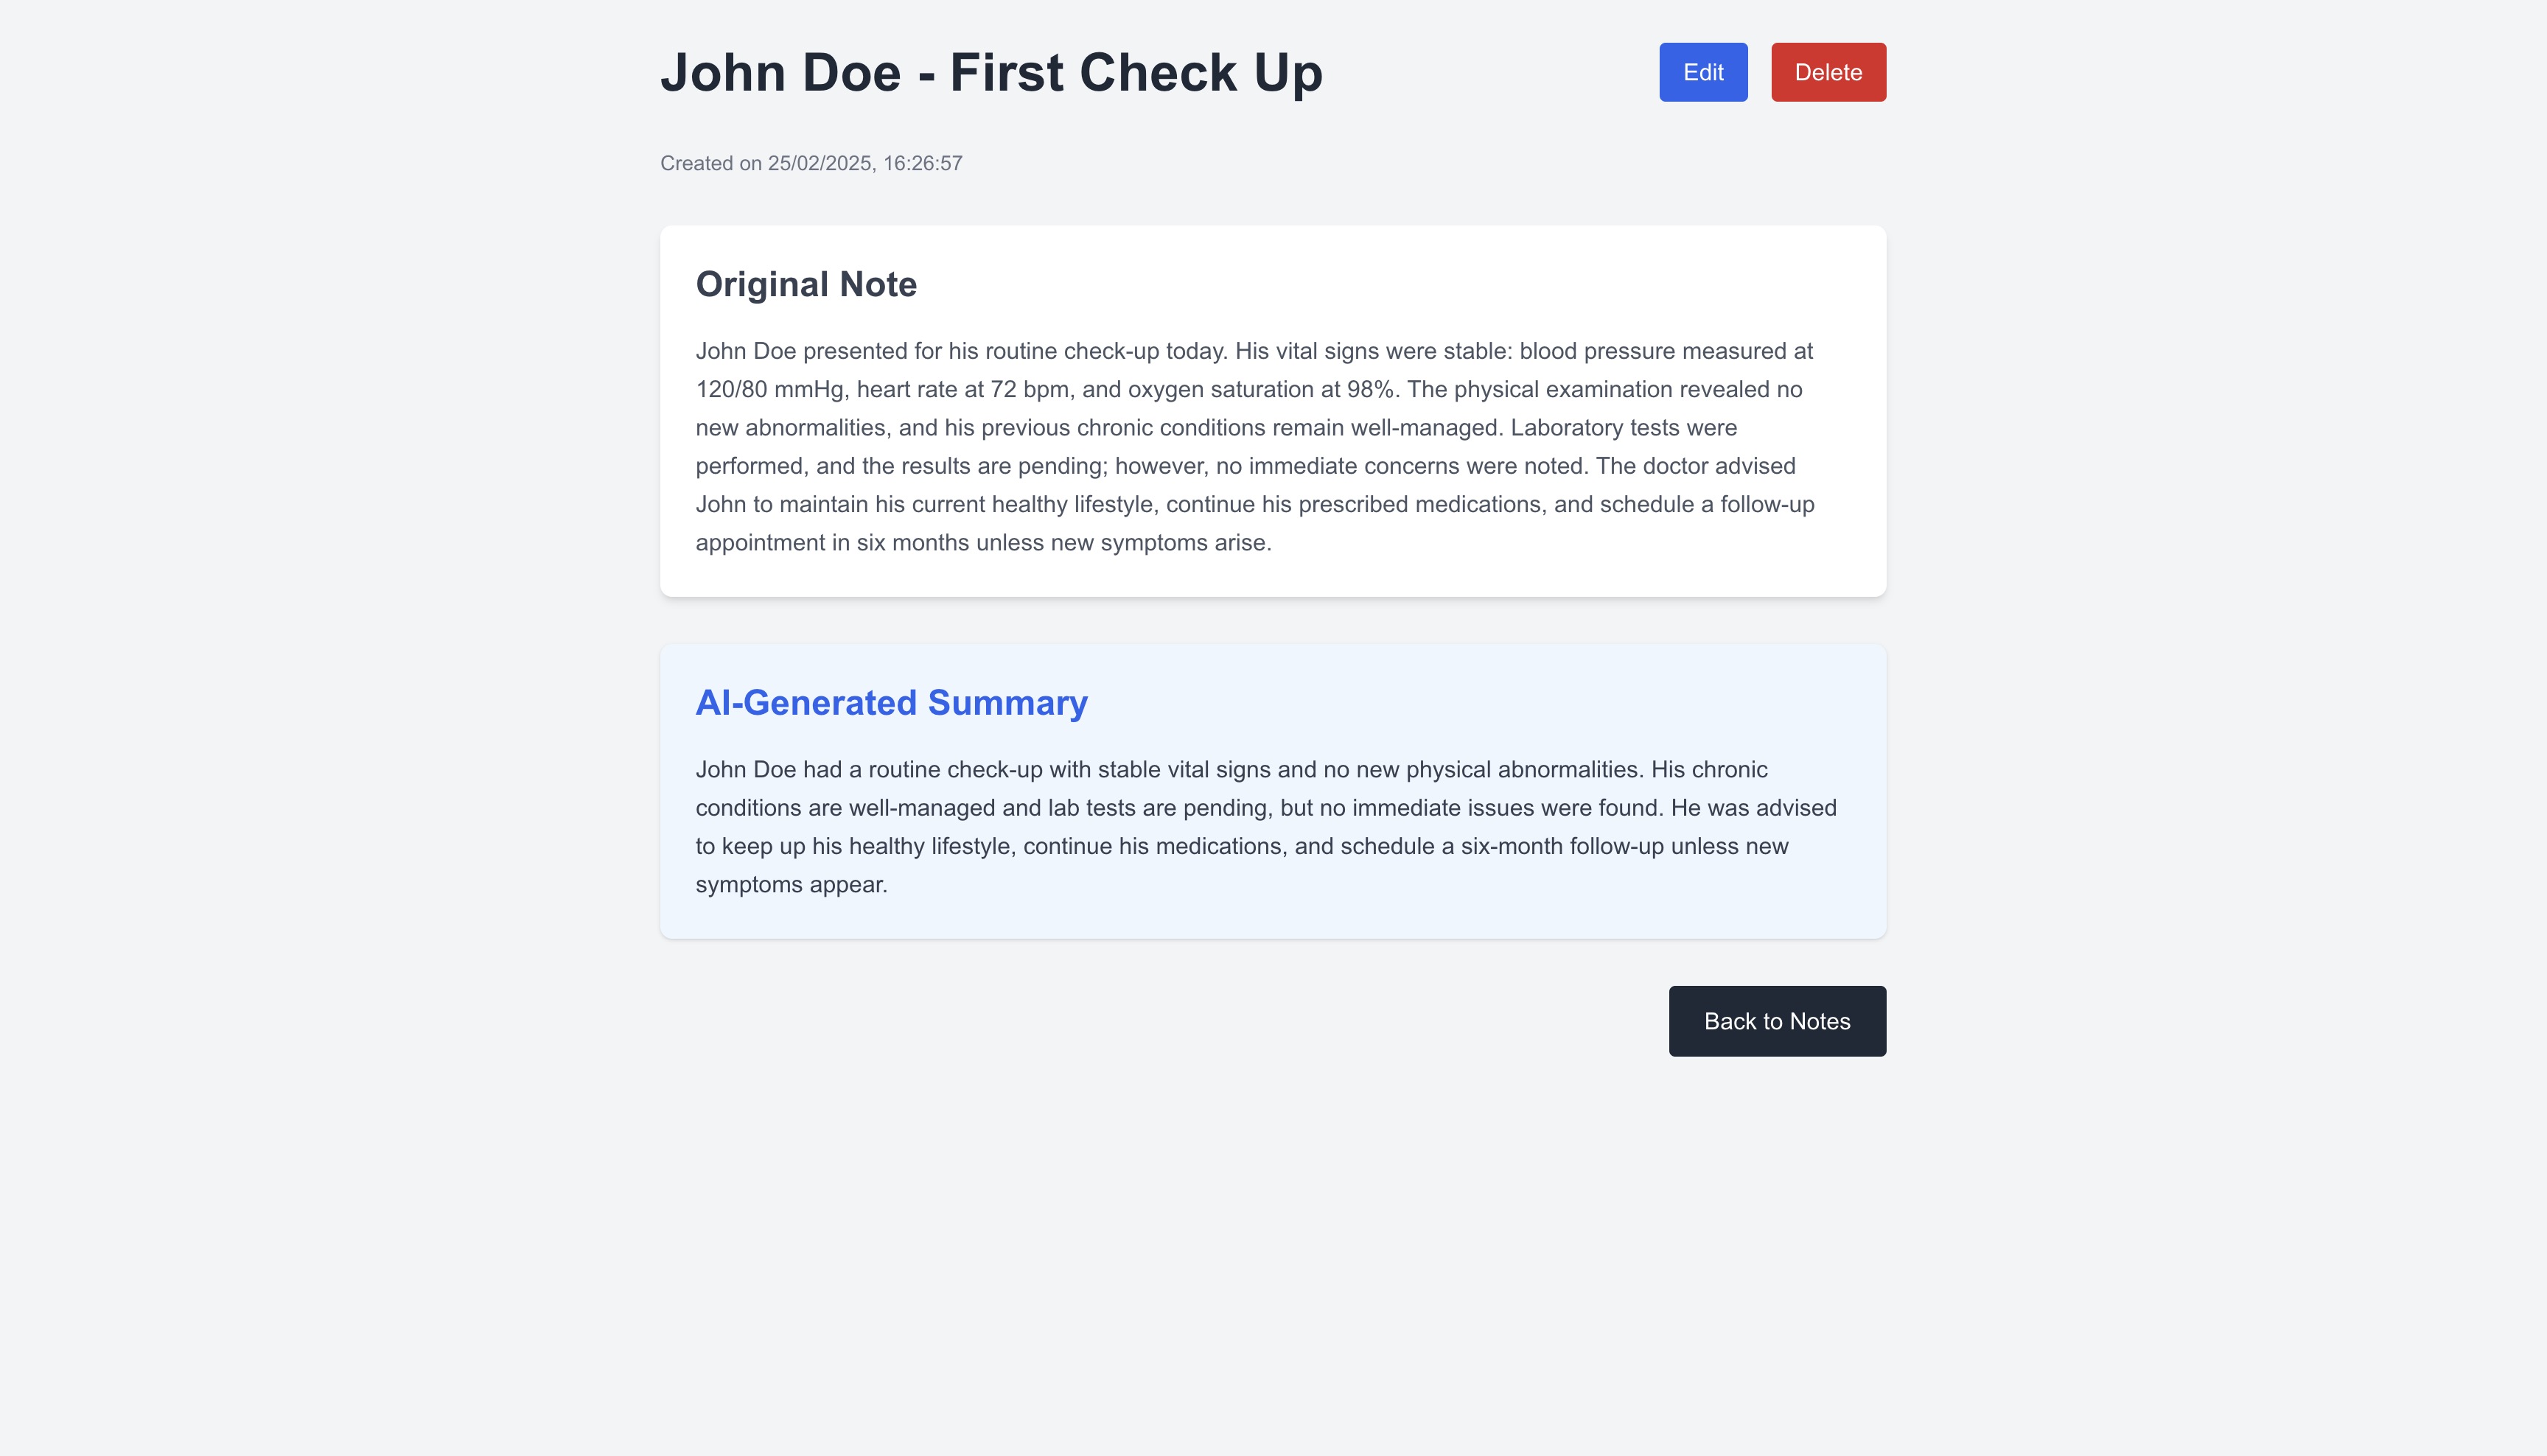 John Doe - First Check Up
Edit
Delete
Created on 25/02/2025, 16:26:57
Original Note
John Doe presented for his routine check-up today. His vital signs were stable: blood pressure measured at
120/80 mmHg, heart rate at 72 bpm, and oxygen saturation at 98%. The physical examination revealed no
new abnormalities, and his previous chronic conditions remain well-managed. Laboratory tests were
performed, and the results are pending; however, no immediate concerns were noted. The doctor advised
John to maintain his current healthy lifestyle, continue his prescribed medications, and schedule a follow-up
appointment in six months unless new symptoms arise.
AI-Generated Summary
John Doe had a routine check-up with stable vital signs and no new physical abnormalities. His chronic
conditions are well-managed and lab tests are pending, but no immediate issues were found. He was advised
to keep up his healthy lifestyle, continue his medications, and schedule a six-month follow-up unless new
symptoms appear.
Back to Notes